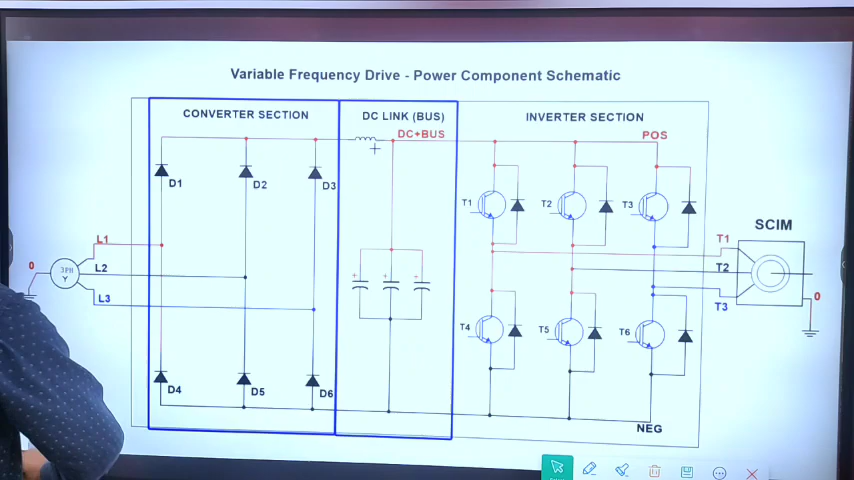 Variable Frequency Drive - Power Component Schematic
CONVERTER SECTION
DC LINK (BUS)
INVERTER SECTION
DC+BUS
POS
D1
D2
D3
T1
T2
T3
L1
L2
L3
0
3PH
Y
SCIM
T1
T2
T3
0
+
+
+
T4
T5
T6
D4
D5
D6
NEG